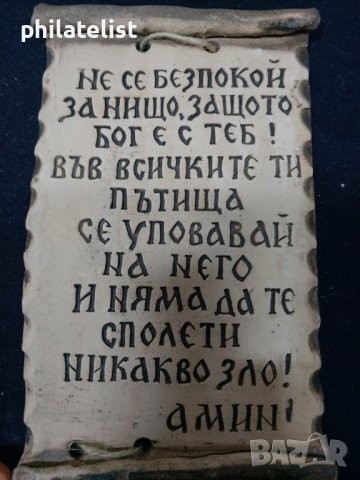 philatelist
НЕ СЕ БЕЗПОКОЙ
ЗА НИЩО, ЗАЩОТО
БОГ Е С ТЕБ!
ВЪВ ВСИЧКИТЕ ТИ
ПЪТИЩА
СЕ УПОВАВАЙ
НА НЕГО
И НЯМА ДА ТЕ
СПОЛЕТИ
НИКАКВО ЗЛО!
АМИН!
BAZAR